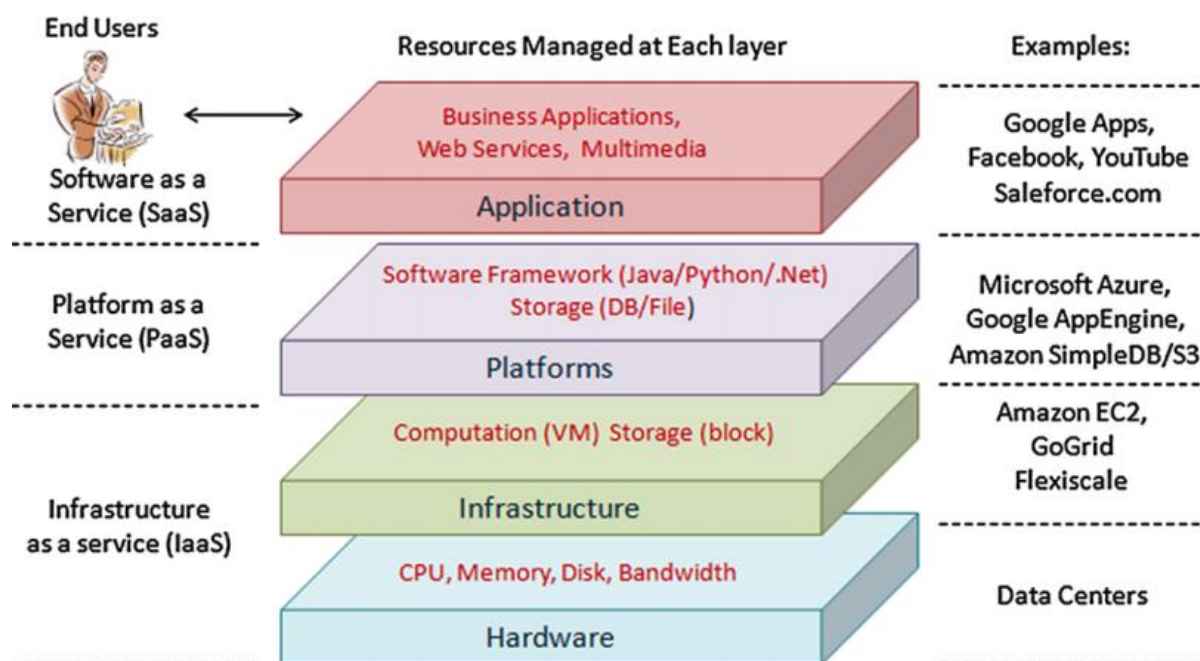 End Users
Resources Managed at Each layer
Examples:
Business Applications,
Web Services, Multimedia
Application
Software as a
Service (SaaS)
Google Apps,
Facebook, YouTube
Saleforce.com
Software Framework (Java/Python/.Net)
Storage (DB/File)
Platforms
Platform as a
Service (PaaS)
Microsoft Azure,
Google AppEngine,
Amazon SimpleDB/S3
Computation (VM) Storage (block)
Infrastructure
Amazon EC2,
GoGrid
Flexiscale
Infrastructure
as a service (IaaS)
CPU, Memory, Disk, Bandwidth
Hardware
Data Centers